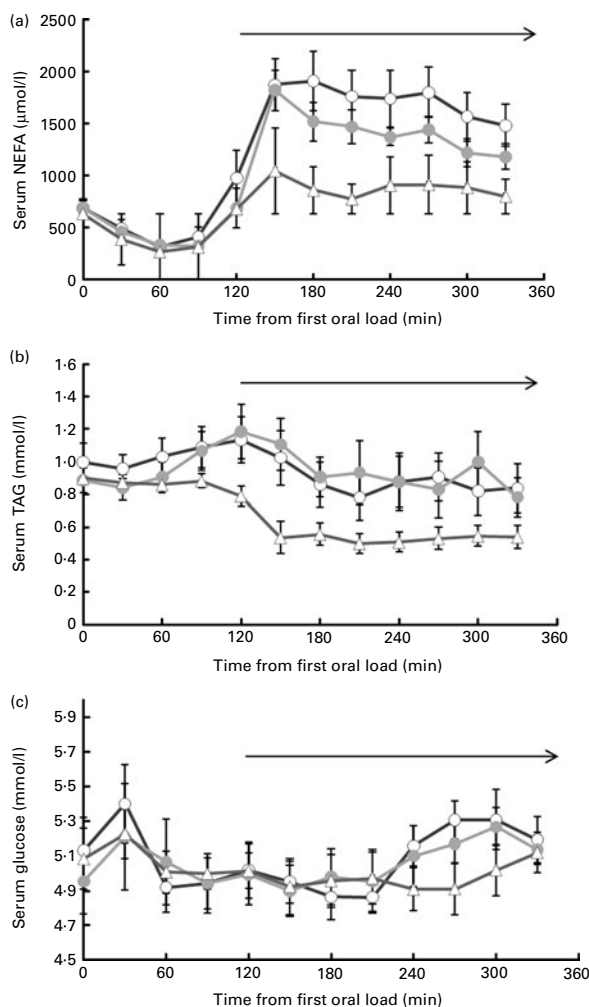 (a)
2500
2000
1500
1000
500
0
Serum NEFA (μmol/l)
0 60 120 180 240 300 360
Time from first oral load (min)
(b)
1·6
1·4
1·2
1·0
0·8
0·6
0·4
0·2
0
Serum TAG (mmol/l)
0 60 120 180 240 300 360
Time from first oral load (min)
(c)
5·9
5·7
5·5
5·3
5·1
4·9
4·7
4·5
Serum glucose (mmol/l)
0 60 120 180 240 300 360
Time from first oral load (min)